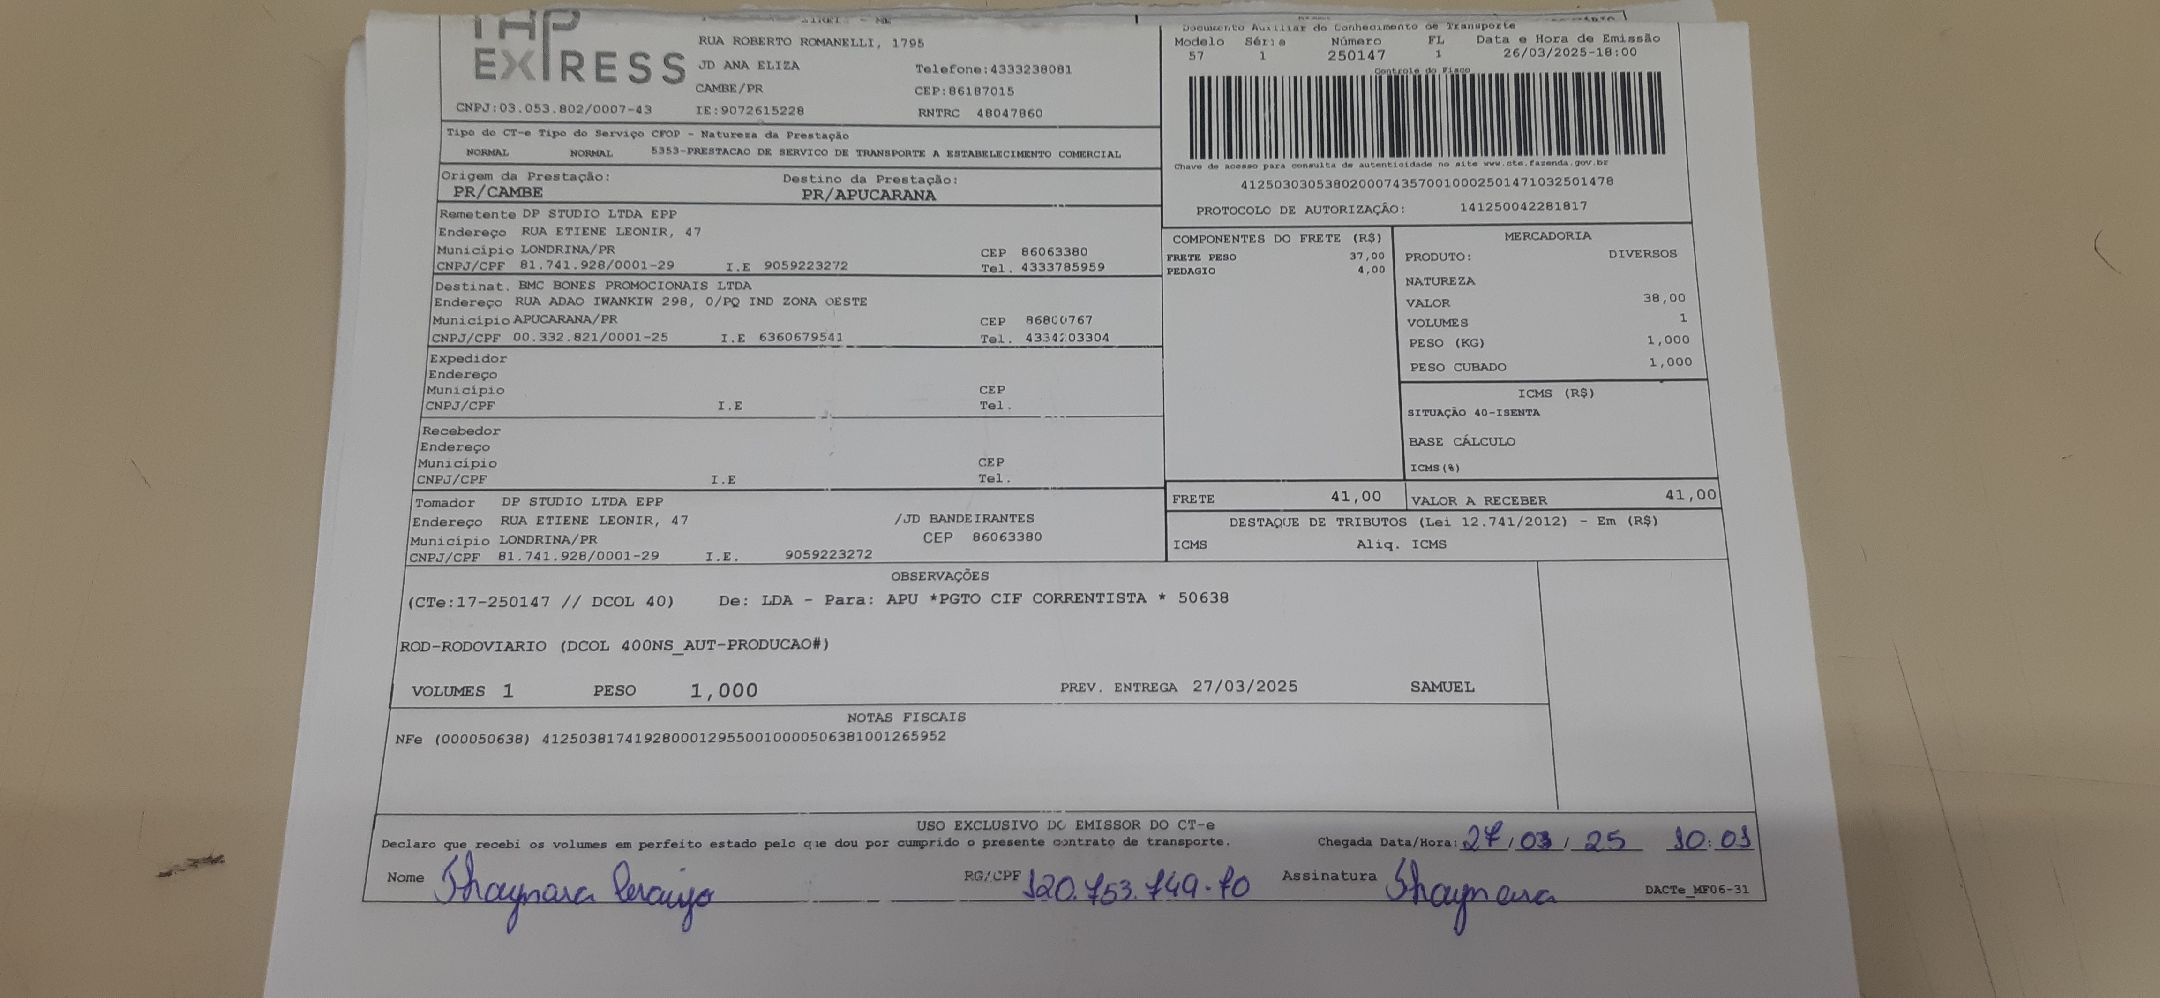 THP
EXPRESS
RUA ROBERTO ROMANELLI, 1795
JD ANA ELIZA
Telefone:4333238081
CAMBE/PR
CEP:86187015
CNPJ:03.053.802/0007-43
IE:9072615228
RNTRC 48047860
Documento Auxiliar do Conhecimento de Transporte
Modelo Série Número FL Data e Hora de Emissão
57 1 250147 1 26/03/2025-18:00
Controle do Fisco
Chave de acesso para consulta de autenticidade no site www.cte.fazenda.gov.br
41250303053802000743570010002501471032501478
PROTOCOLO DE AUTORIZAÇÃO: 141250042281817
Tipo do CT-e Tipo do Serviço CFOP - Natureza da Prestação
NORMAL NORMAL 5353-PRESTACAO DE SERVICO DE TRANSPORTE A ESTABELECIMENTO COMERCIAL
Origem da Prestação: Destino da Prestação:
PR/CAMBE PR/APUCARANA
Remetente DP STUDIO LTDA EPP
Endereço RUA ETIENE LEONIR, 47
Município LONDRINA/PR CEP 86063380
CNPJ/CPF 81.741.928/0001-29 I.E 9059223272 Tel. 4333785959
Destinat. BMC BONES PROMOCIONAIS LTDA
Endereço RUA ADAO IWANKIW 298, 0/PQ IND ZONA OESTE
Município APUCARANA/PR CEP 86800767
CNPJ/CPF 00.332.821/0001-25 I.E 6360679541 Tel. 4334203304
Expedidor
Endereço
Município CEP
CNPJ/CPF I.E Tel.
Recebedor
Endereço
Município CEP
CNPJ/CPF I.E Tel.
Tomador DP STUDIO LTDA EPP
Endereço RUA ETIENE LEONIR, 47 /JD BANDEIRANTES
Município LONDRINA/PR CEP 86063380
CNPJ/CPF 81.741.928/0001-29 I.E. 9059223272
COMPONENTES DO FRETE (R$)
FRETE PESO 37,00
PEDAGIO 4,00
MERCADORIA
PRODUTO: DIVERSOS
NATUREZA
VALOR 38,00
VOLUMES 1
PESO (KG) 1,000
PESO CUBADO 1,000
ICMS (R$)
SITUAÇÃO 40-ISENTA
BASE CÁLCULO
ICMS(%)
FRETE 41,00 VALOR A RECEBER 41,00
DESTAQUE DE TRIBUTOS (Lei 12.741/2012) - Em (R$)
ICMS Aliq. ICMS
OBSERVAÇÕES
(CTe:17-250147 // DCOL 40) De: LDA - Para: APU *PGTO CIF CORRENTISTA * 50638
ROD-RODOVIARIO (DCOL 400NS_AUT-PRODUCAO#)
VOLUMES 1 PESO 1,000 PREV. ENTREGA 27/03/2025 SAMUEL
NOTAS FISCAIS
NFe (000050638) 41250381741928000129550010000506381001265952
USO EXCLUSIVO DO EMISSOR DO CT-e
Declaro que recebi os volumes em perfeito estado pelo que dou por cumprido o presente contrato de transporte. Chegada Data/Hora: 27/03/25 10:01
Nome Thaynara Araujo RG/CPF 120.753.749-70 Assinatura Thaynara
DACTe_MF06-31